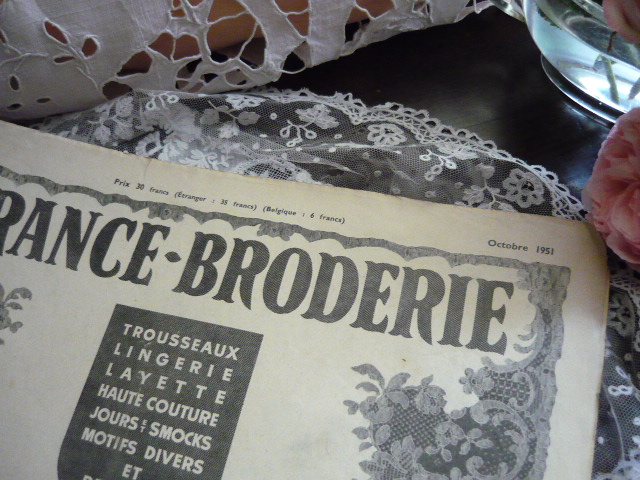 Prix 30 francs (Étranger : 35 francs) (Belgique : 6 francs)
Octobre 1951
RANCE-BRODERIE
TROUSSEAUX
LINGERIE
LAYETTE
HAUTE COUTURE
JOURS ET SMOCKS
MOTIFS DIVERS
ET